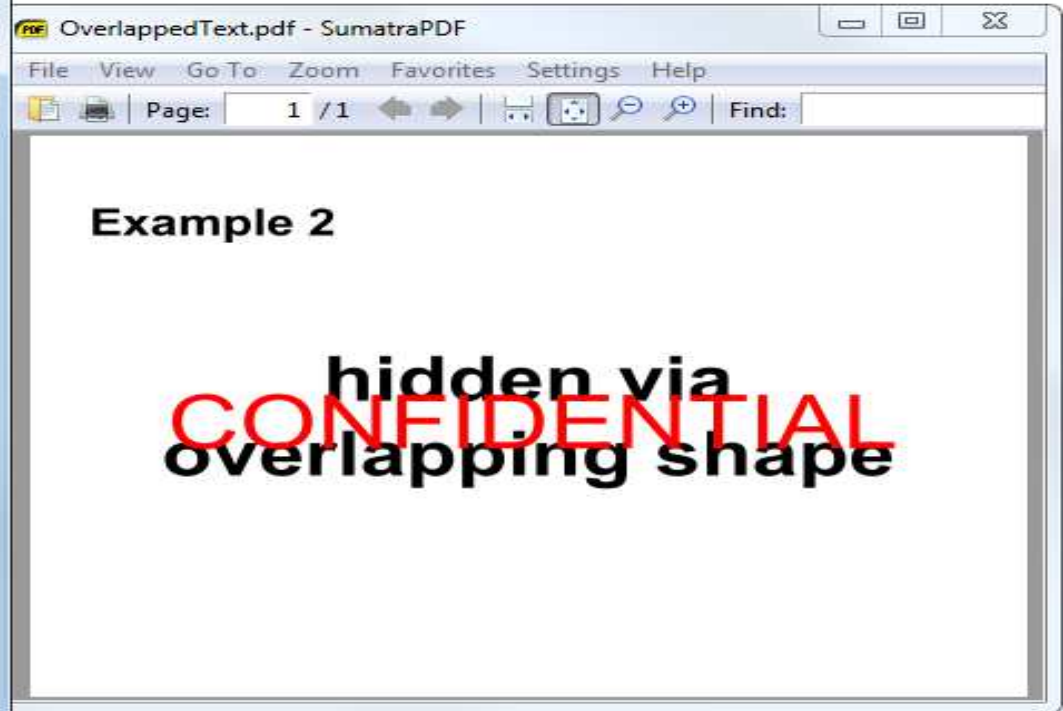 PDF OverlappedText.pdf - SumatraPDF
File View Go To Zoom Favorites Settings Help
Page: 1 / 1 Find:
Example 2
hidden via
CONFIDENTIAL
overlapping shape